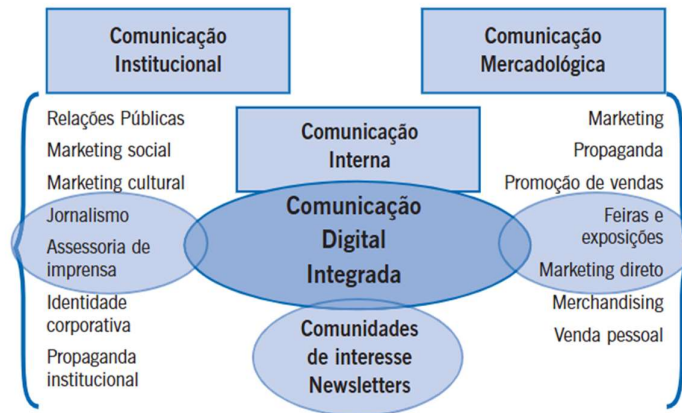 Comunicação
Institucional
Comunicação
Mercadológica
Relações Públicas
Marketing social
Marketing cultural
Jornalismo
Assessoria de
imprensa
Identidade
corporativa
Propaganda
institucional
Comunicação
Interna
Comunicação
Digital
Integrada
Comunidades
de interesse
Newsletters
Marketing
Propaganda
Promoção de vendas
Feiras e
exposições
Marketing direto
Merchandising
Venda pessoal